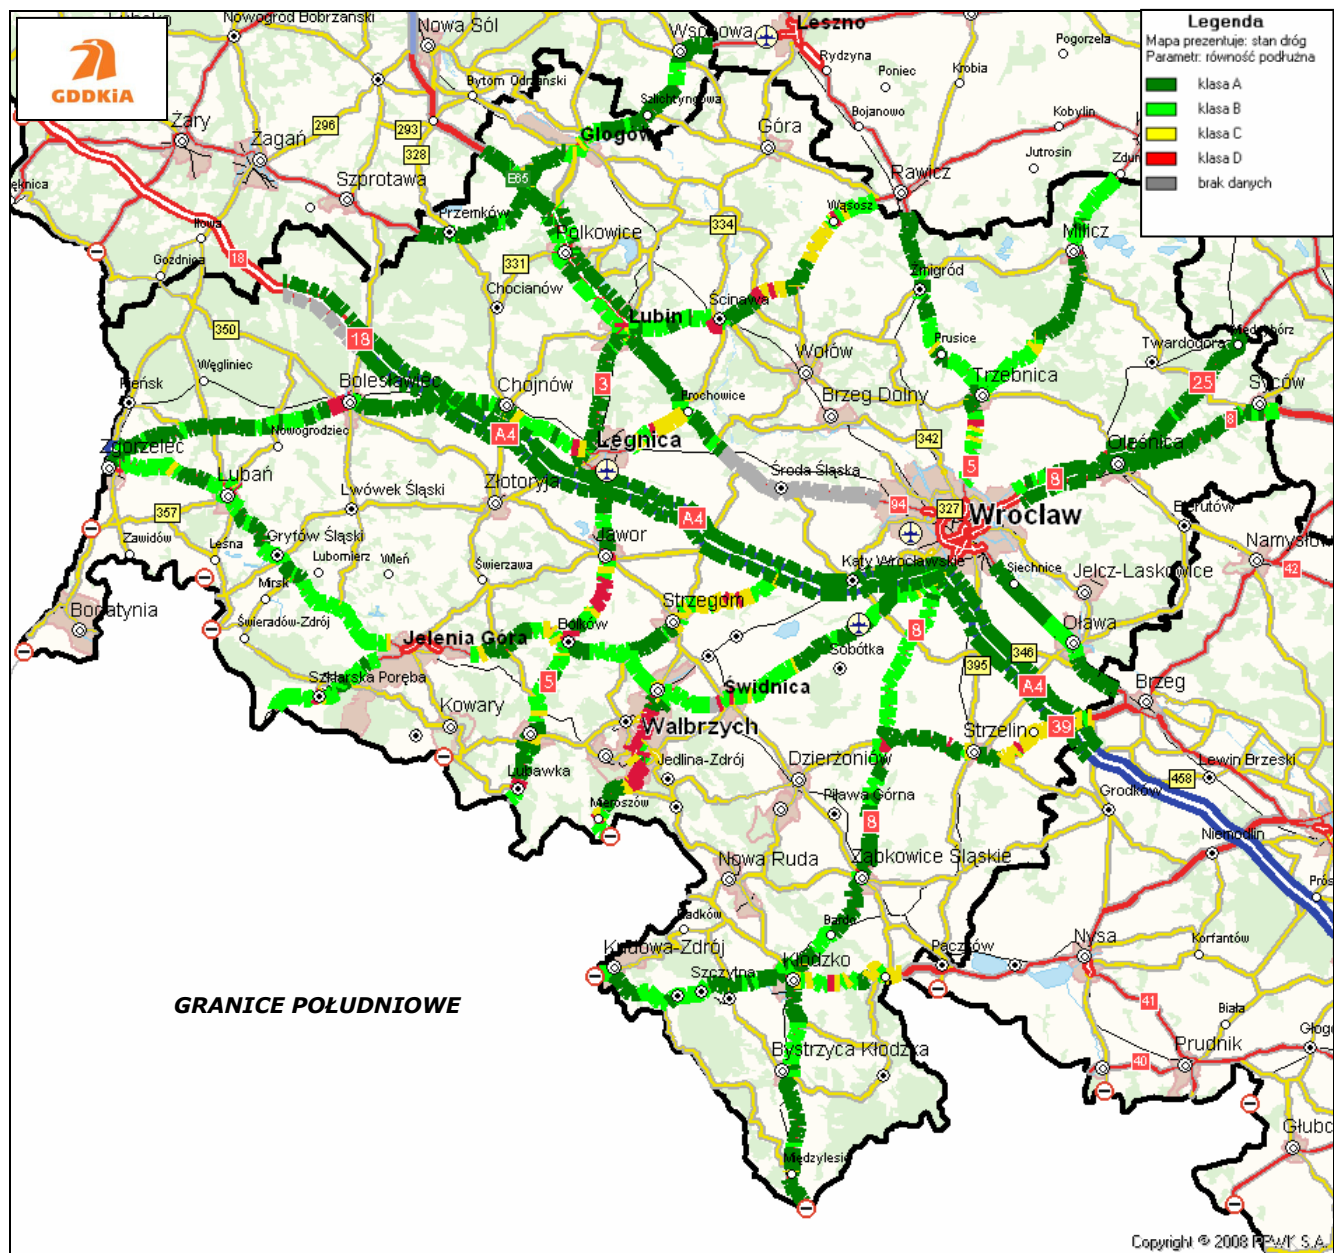 GDDKiA
Legenda
Mapa prezentuje: stan dróg
Parametr: równość podłużna
klasa A
klasa B
klasa C
klasa D
brak danych
Nowogród Bobrzański
Nowa Sól
Wschowa
Leszno
Rydzyna
Pogorzela
Poniec
Krobia
Bytom Odrzański
Szlichtyngowa
Bojanowo
Kobylin
Żary
Żagań
296
293
328
Głogów
Góra
Jutrosin
Szprotawa
E65
Rawicz
Przemków
Wąsosz
Iłowa
334
Polkowice
Milicz
18
Gozdnica
331
Żmigród
Chocianów
Ścinawa
350
Lubin
18
Prusice
Twardogóra
Międzybórz
Węgliniec
Wołów
Trzebnica
25
Syców
Pieńsk
Bolesławiec
Chojnów
3
Prochowice
Brzeg Dolny
8
Nowogrodziec
A4
Legnica
342
Oleśnica
Zgorzelec
5
Lubań
Złotoryja
Środa Śląska
8
Lwówek Śląski
94
327
Wrocław
357
A4
Bierutów
Gryfów Śląski
Jawor
Zawidów
Leśna
Lubomierz
Wleń
Świerzawa
Kąty Wrocławskie
Siechnice
Namysłów
42
Mirsk
Jelcz-Laskowice
Bogatynia
Świeradów-Zdrój
Strzegom
Jelenia Góra
Bolków
8
Oława
Sobótka
346
395
Szklarska Poręba
5
Świdnica
A4
Brzeg
Kowary
Wałbrzych
39
Strzelino
Jedlina-Zdrój
Dzierżoniów
Lewin Brzeski
458
Lubawka
Piława Górna
Grodków
Mieroszów
8
Niemodlin
Nowa Ruda
Ząbkowice Śląskie
Radków
Bardo
Nysa
Korfantów
Kudowa-Zdrój
Kłodzko
Paczków
Szczytna
GRANICE POŁUDNIOWE
41
Biała
Bystrzyca Kłodzka
40
Prudnik
Międzylesie
Copyright © 2008 PPWK S.A.